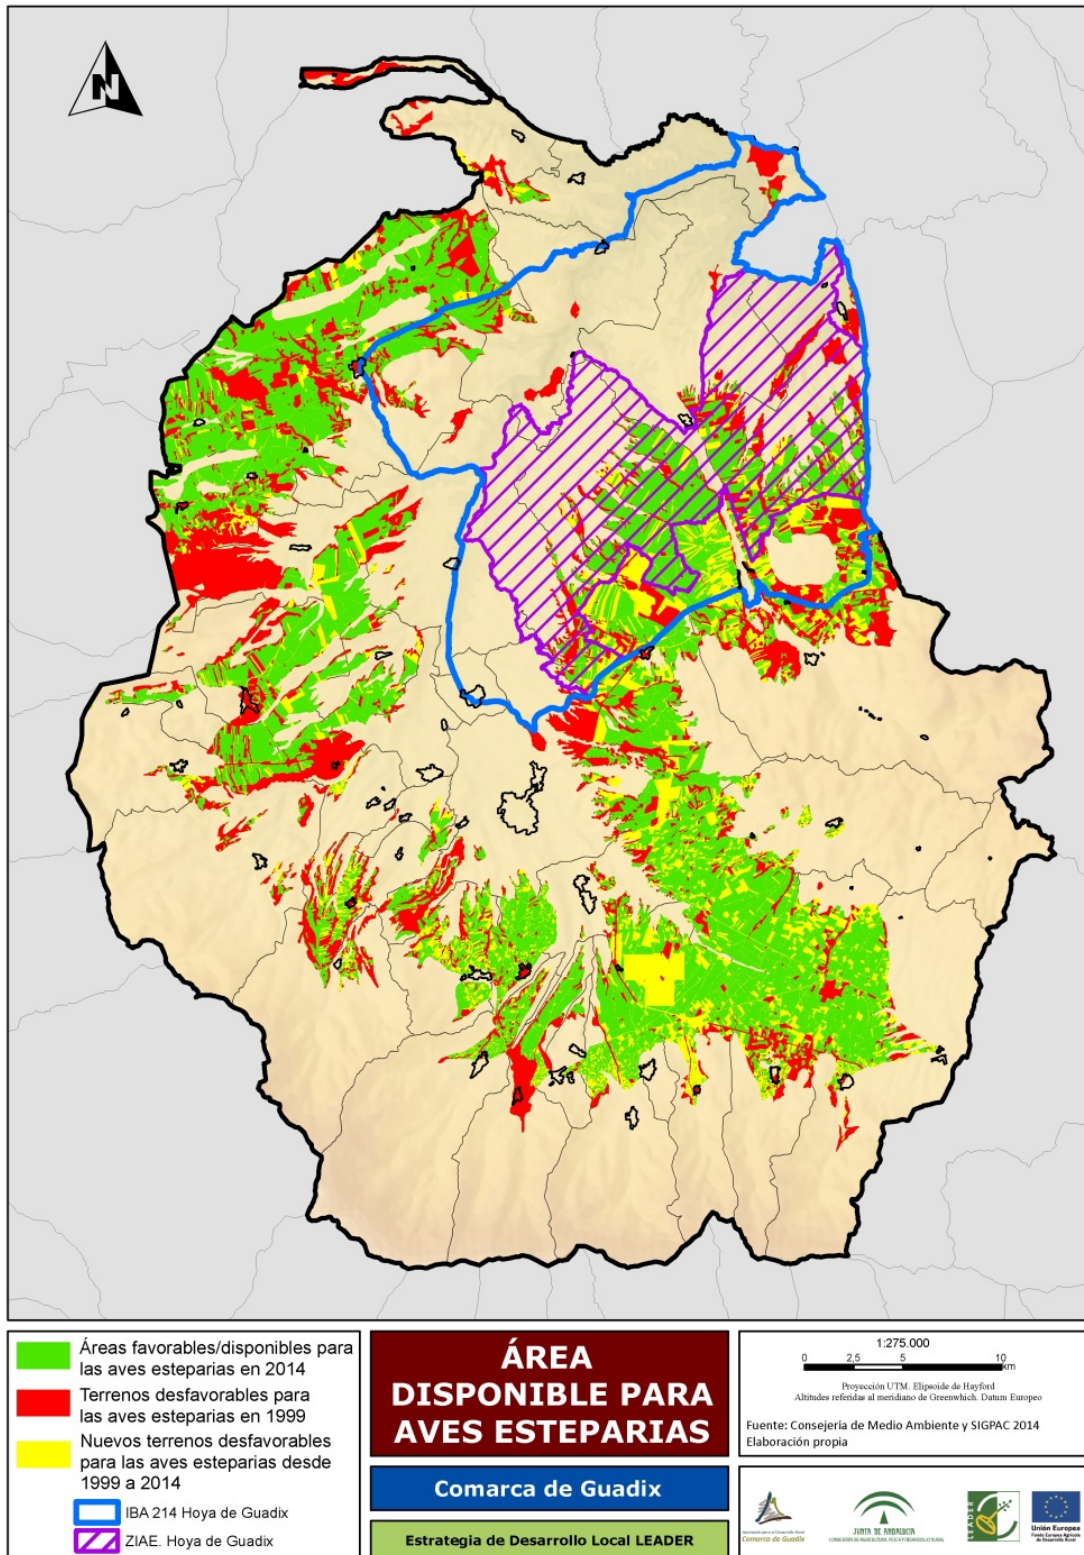 N
Áreas favorables/disponibles para
las aves esteparias en 2014
Terrenos desfavorables para
las aves esteparias en 1999
Nuevos terrenos desfavorables
para las aves esteparias desde
1999 a 2014
IBA 214 Hoya de Guadix
ZIAE. Hoya de Guadix
ÁREA
DISPONIBLE PARA
AVES ESTEPARIAS
Comarca de Guadix
Estrategia de Desarrollo Local LEADER
1:275.000
0 2,5 5 10
km
Proyección UTM. Elipsoide de Hayford
Altitudes referidas al meridiano de Greenwhich. Datum Europeo
Fuente: Consejería de Medio Ambiente y SIGPAC 2014
Elaboración propia
Comarca de Guadix
JUNTA DE ANDALUCIA
LEADER
Unión Europea